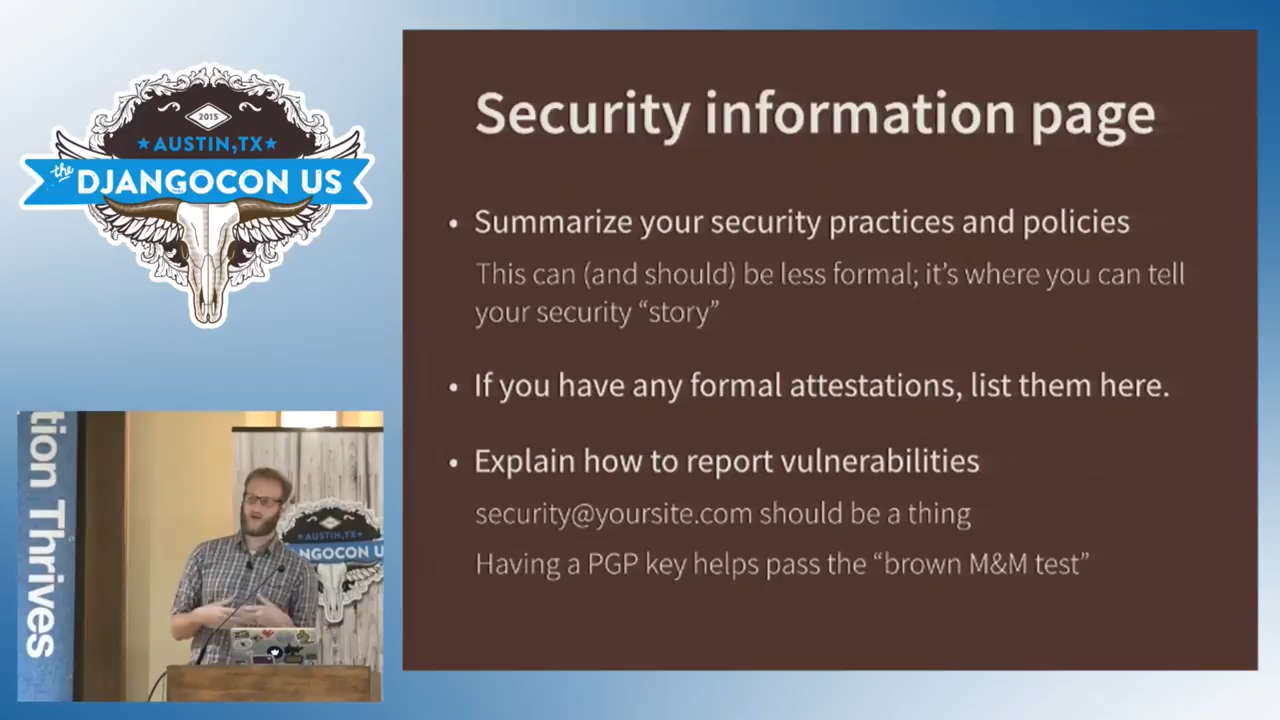 2015
AUSTIN,TX
the
DJANGOCON US
Security information page
• Summarize your security practices and policies
This can (and should) be less formal; it’s where you can tell
your security “story”
• If you have any formal attestations, list them here.
• Explain how to report vulnerabilities
security@yoursite.com should be a thing
Having a PGP key helps pass the “brown M&M test”
tion Thrives
AUSTIN,TX
NGOCON U